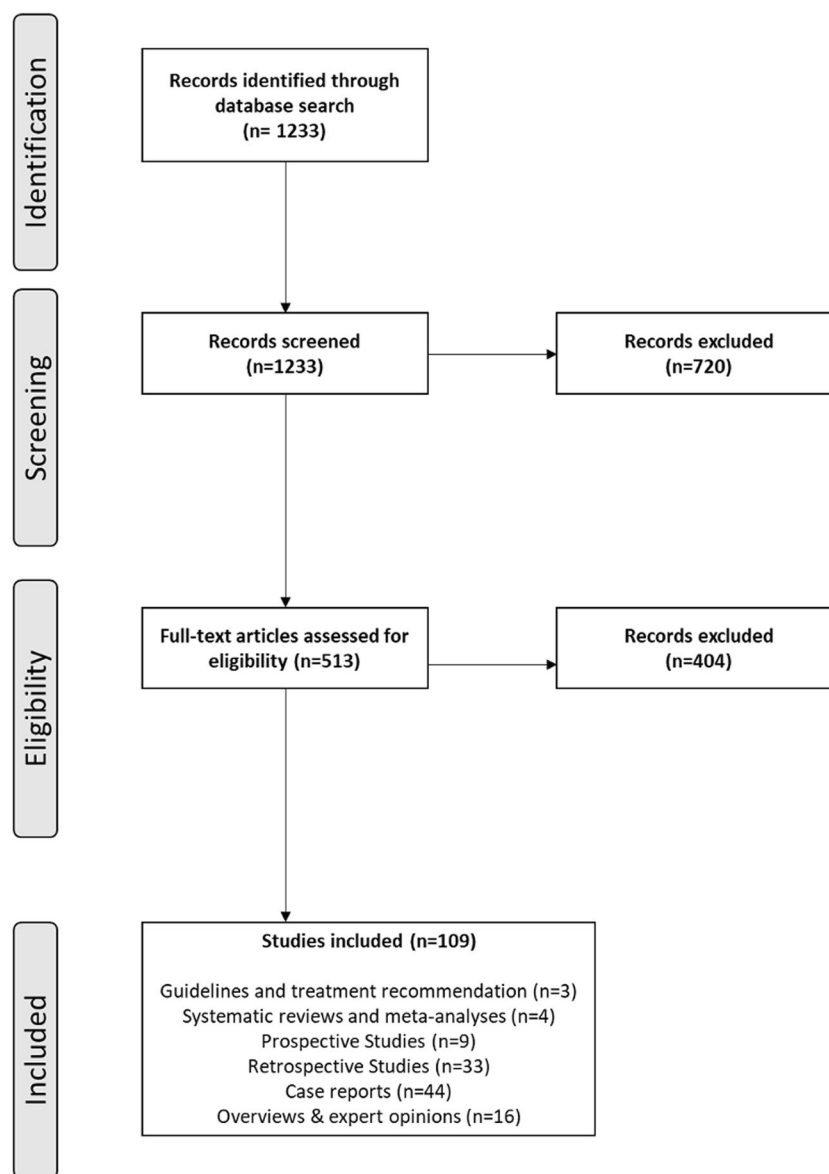 Identification
Records identified through
database search
(n= 1233)
Screening
Records screened
(n=1233)
Records excluded
(n=720)
Eligibility
Full-text articles assessed for
eligibility (n=513)
Records excluded
(n=404)
Included
Studies included (n=109)
Guidelines and treatment recommendation (n=3)
Systematic reviews and meta-analyses (n=4)
Prospective Studies (n=9)
Retrospective Studies (n=33)
Case reports (n=44)
Overviews & expert opinions (n=16)